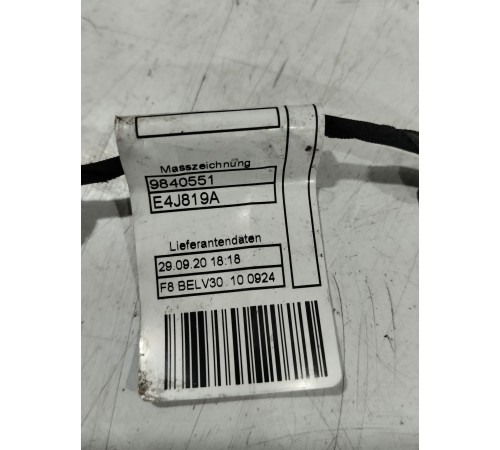 Masszeichnung
9840551
E4J819A
Lieferantendaten
29.09.20 18:18
F8 BELV30. 10 0924